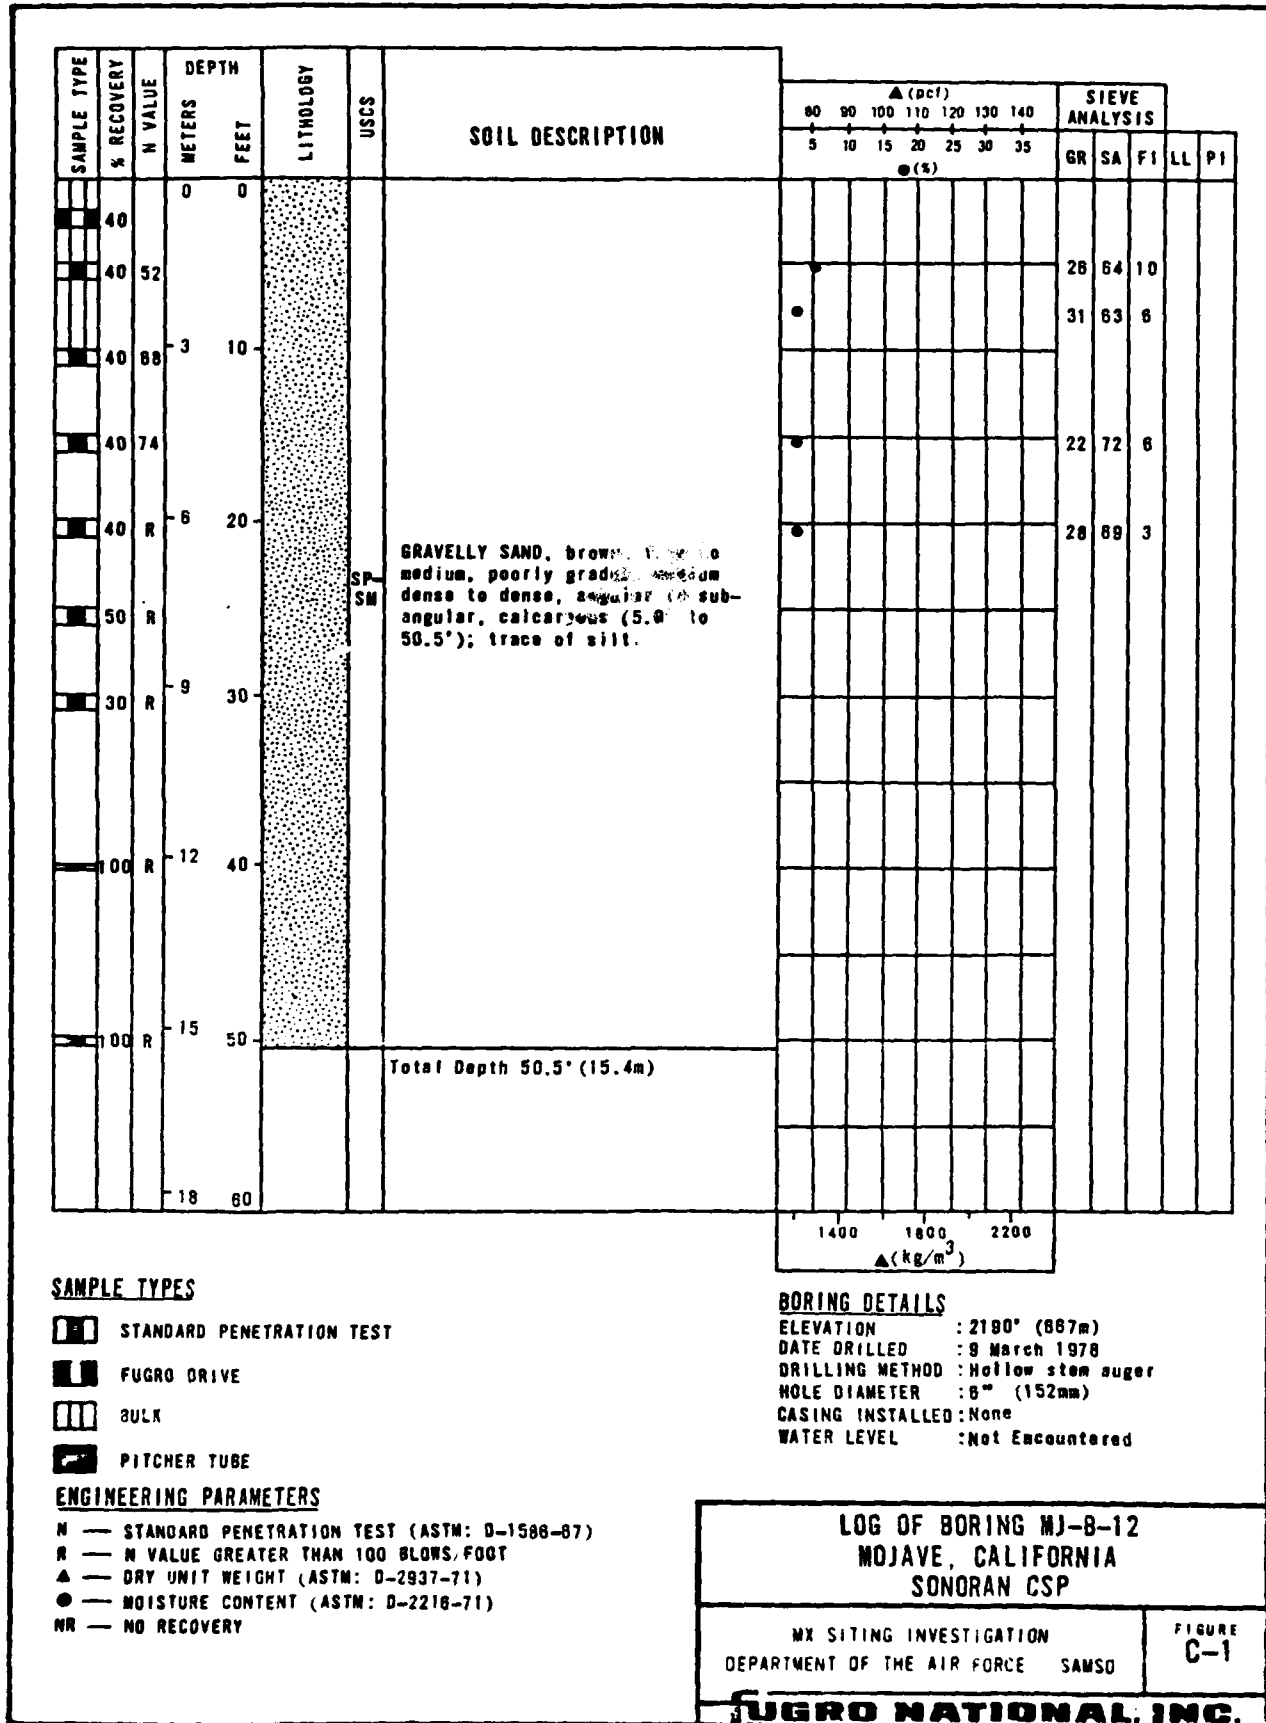 SAMPLE TYPE
% RECOVERY
N VALUE
DEPTH
METERS
FEET
LITHOLOGY
USCS
SOIL DESCRIPTION
▲(pcf)
80 90 100 110 120 130 140
5 10 15 20 25 30 35
●(%)
SIEVE
ANALYSIS
GR SA FI LL PI
0 0
40
40 52 28 64 10
31 63 6
40 68 3 10
40 74 22 72 6
40 R 6 20 28 69 3
GRAVELLY SAND, brown, to
medium, poorly graded, medium
SP-
SM
dense to dense, angular to sub-
angular, calcareous (5.0' to
50.5'); trace of silt.
50 R
30 R 9 30
100 R 12 40
100 R 15 50
Total Depth 50.5' (15.4m)
18 60
1400 1800 2200
▲(kg/m³)
SAMPLE TYPES
STANDARD PENETRATION TEST
FUGRO DRIVE
BULK
PITCHER TUBE
ENGINEERING PARAMETERS
N — STANDARD PENETRATION TEST (ASTM: D-1586-67)
R — N VALUE GREATER THAN 100 BLOWS/FOOT
▲ — DRY UNIT WEIGHT (ASTM: D-2937-71)
● — MOISTURE CONTENT (ASTM: D-2216-71)
NR — NO RECOVERY
BORING DETAILS
ELEVATION : 2190' (667m)
DATE DRILLED : 9 March 1978
DRILLING METHOD : Hollow stem auger
HOLE DIAMETER : 6" (152mm)
CASING INSTALLED : None
WATER LEVEL : Not Encountered
LOG OF BORING MJ-B-12
MOJAVE, CALIFORNIA
SONORAN CSP
MX SITING INVESTIGATION
DEPARTMENT OF THE AIR FORCE SAMSO
FIGURE
C-1
FUGRO NATIONAL, INC.